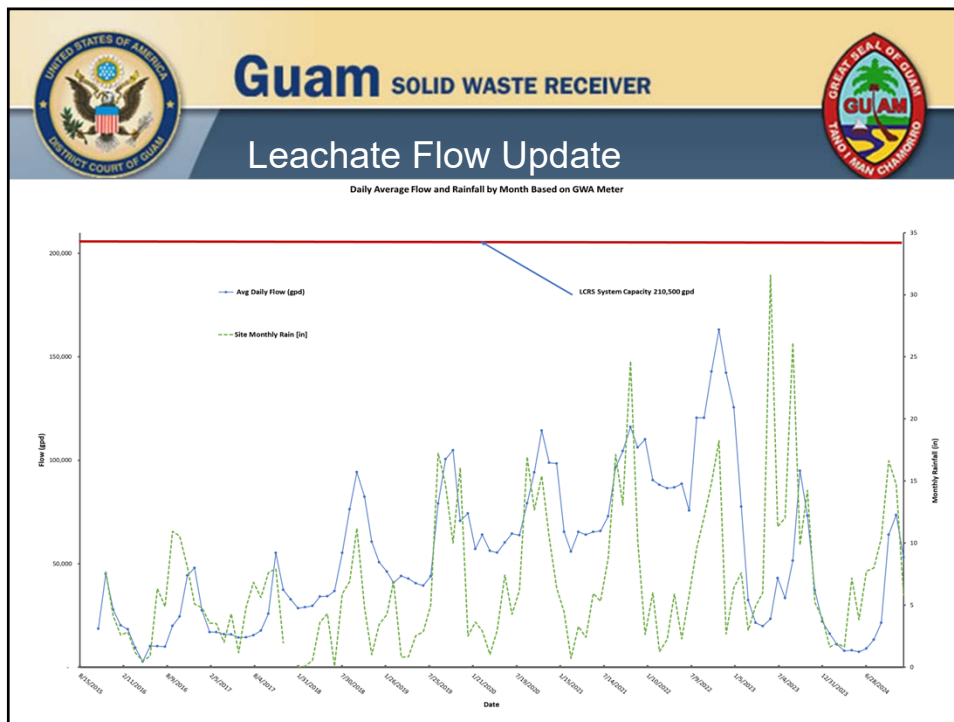 UNITED STATES OF AMERICA
DISTRICT COURT OF GUAM
Guam SOLID WASTE RECEIVER
GREAT SEAL OF GUAM
GUAM
TANO I MAN CHAMORRO
Leachate Flow Update
Daily Average Flow and Rainfall by Month Based on GWA Meter
Flow (gpd)
200,000
150,000
100,000
50,000
-
Avg Daily Flow (gpd)
Site Monthly Rain [in]
LCRS System Capacity 210,500 gpd
35
30
25
20
15
10
5
0
Monthly Rainfall (in)
8/15/2015
2/11/2016
8/9/2016
2/5/2017
8/4/2017
1/31/2018
7/30/2018
1/26/2019
7/25/2019
1/21/2020
7/19/2020
1/15/2021
7/14/2021
1/10/2022
7/9/2022
1/5/2023
7/4/2023
12/31/2023
6/28/2024
Date